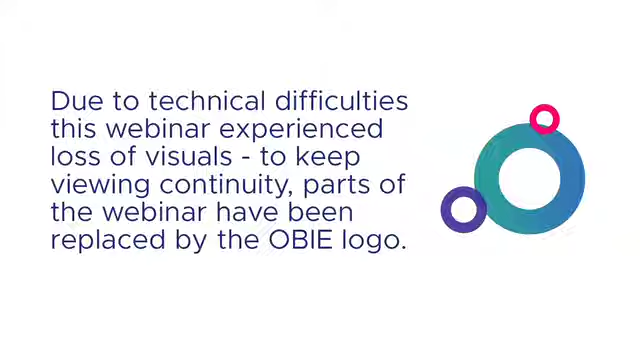 Due to technical difficulties
this webinar experienced
loss of visuals - to keep
viewing continuity, parts of
the webinar have been
replaced by the OBIE logo.